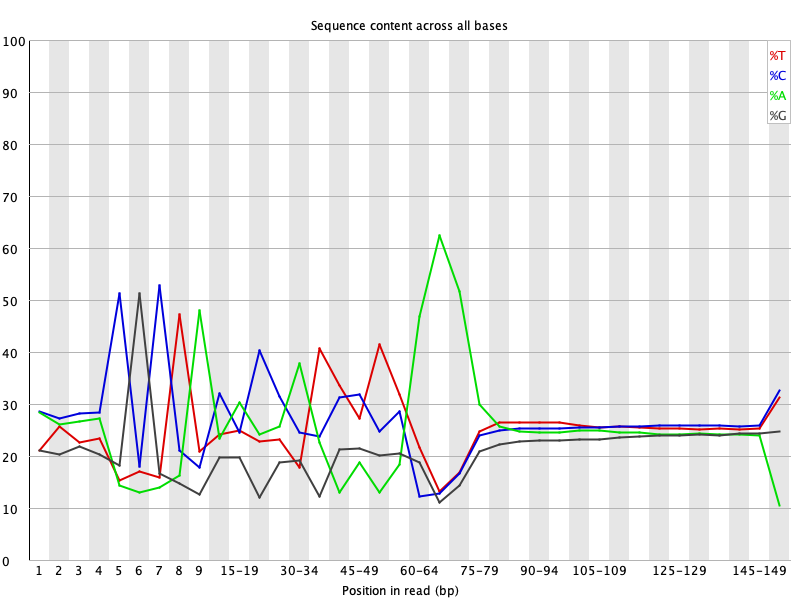 Sequence content across all bases
100
90
80
70
60
50
40
30
20
10
0
%T
%C
%A
%G
1 2 3 4 5 6 7 8 9 15-19 30-34 45-49 60-64 75-79 90-94 105-109 125-129 145-149
Position in read (bp)